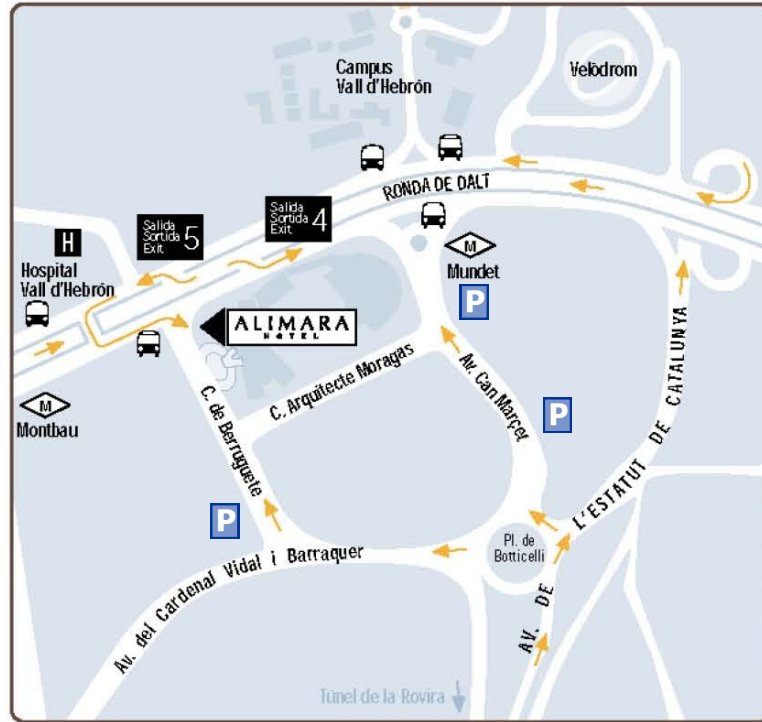 Campus
Vall d'Hebrón
Velòdrom
RONDA DE DALT
Salida
Sortida
Exit 4
Salida
Sortida
Exit 5
H
Hospital
Vall d'Hebrón
M
Mundet
P
ALIMARA
HOTEL
C. Arquitecte Moragas
Av. Can Marçet
M
Montbau
C. de Berruguete
P
P
AV. DE L'ESTATUT DE CATALUNYA
Pl. de
Botticelli
Av. del Cardenal Vidal i Barraquer
Túnel de la Rovira